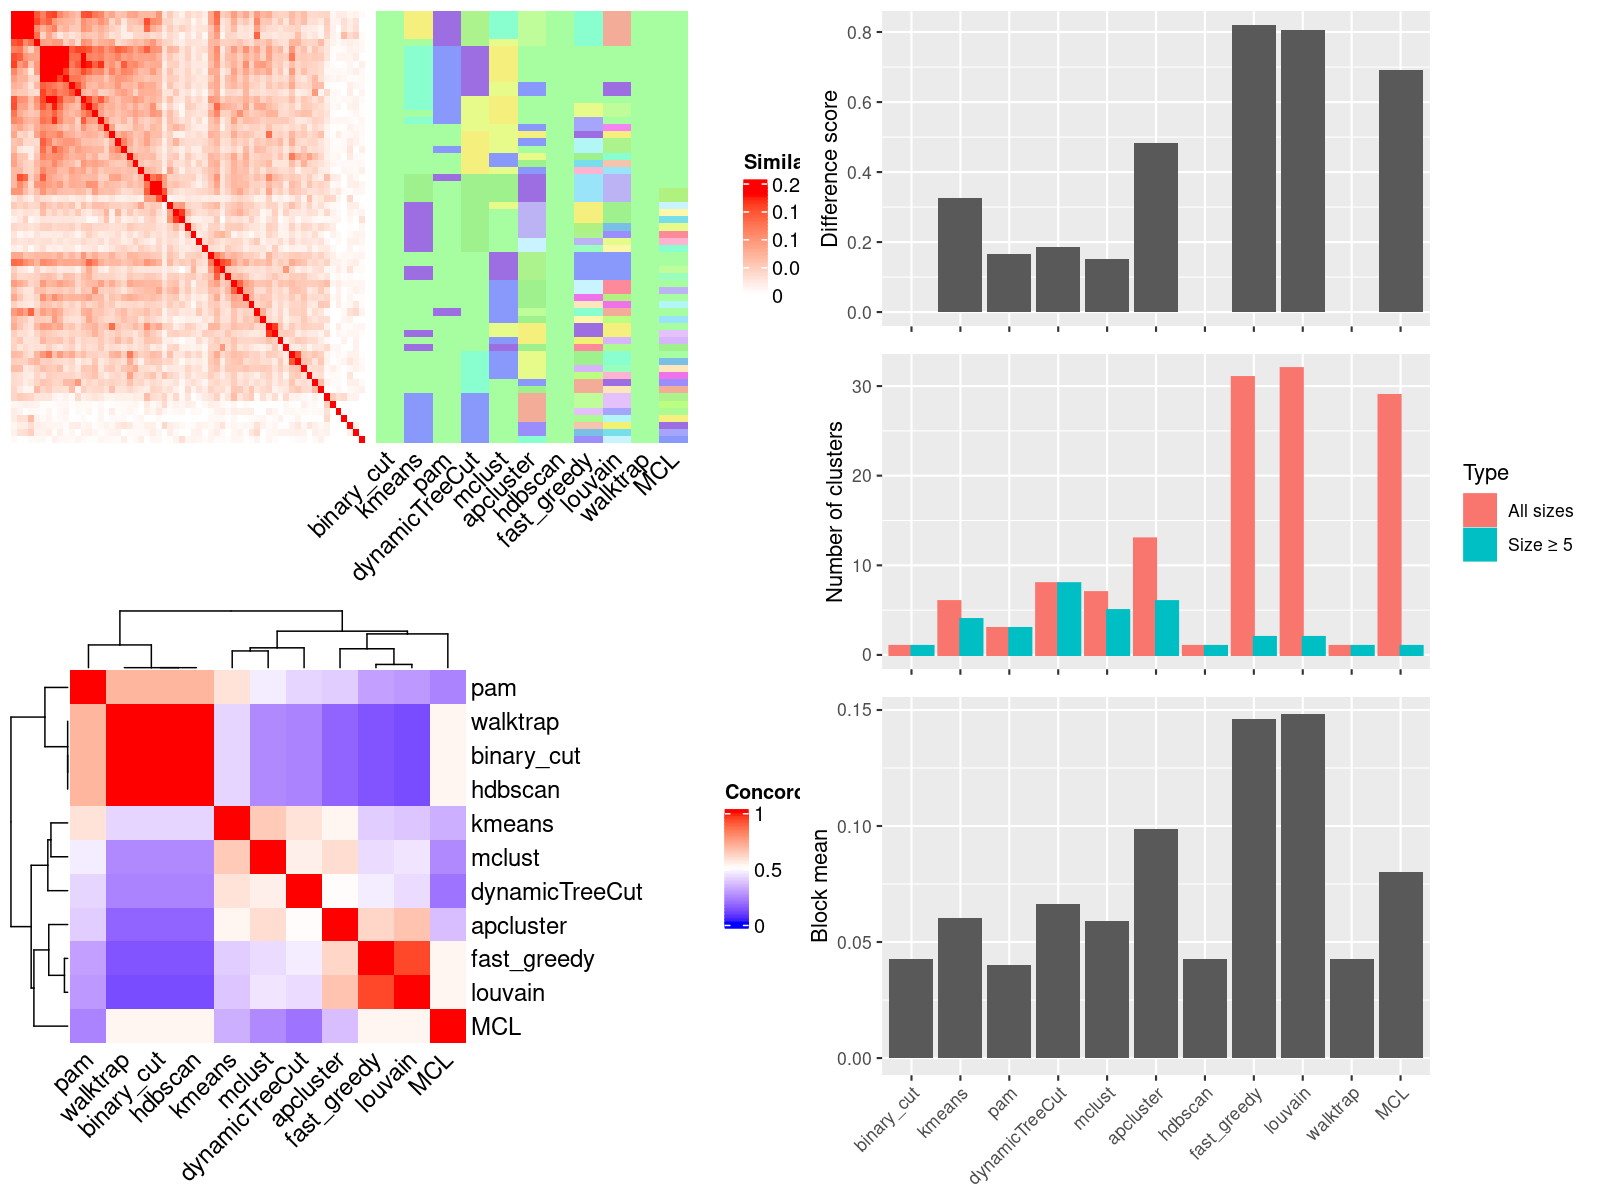 Simila
0.2
0.1
0.1
0.0
0
binary_cut
kmeans
pam
dynamicTreeCut
mclust
apcluster
hdbscan
fast_greedy
louvain
walktrap
MCL
Difference score
0.8
0.6
0.4
0.2
0.0
Number of clusters
30
20
10
0
Type
All sizes
Size ≥ 5
pam
walktrap
binary_cut
hdbscan
kmeans
mclust
dynamicTreeCut
apcluster
fast_greedy
louvain
MCL
pam
walktrap
binary_cut
hdbscan
kmeans
mclust
dynamicTreeCut
apcluster
fast_greedy
louvain
MCL
Concord
1
0.5
0
Block mean
0.15
0.10
0.05
0.00
binary_cut
kmeans
pam
dynamicTreeCut
mclust
apcluster
hdbscan
fast_greedy
louvain
walktrap
MCL